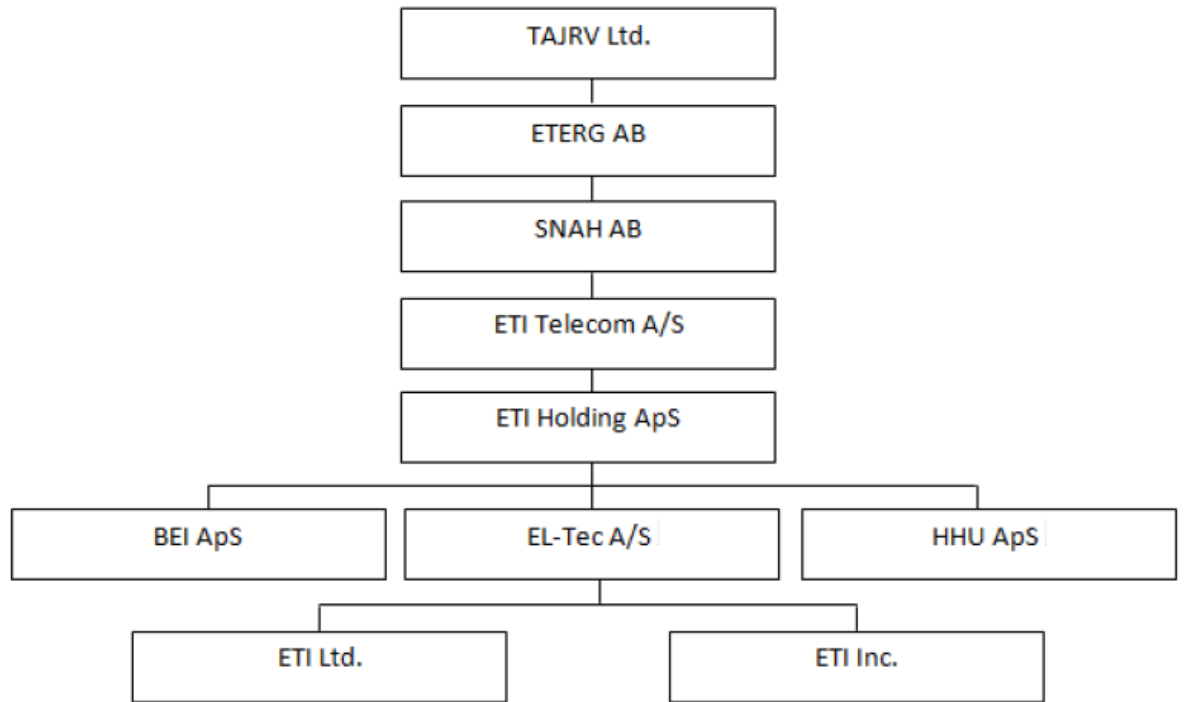 TAJRV Ltd.
ETERG AB
SNAH AB
ETI Telecom A/S
ETI Holding ApS
BEI ApS
EL-Tec A/S
HHU ApS
ETI Ltd.
ETI Inc.